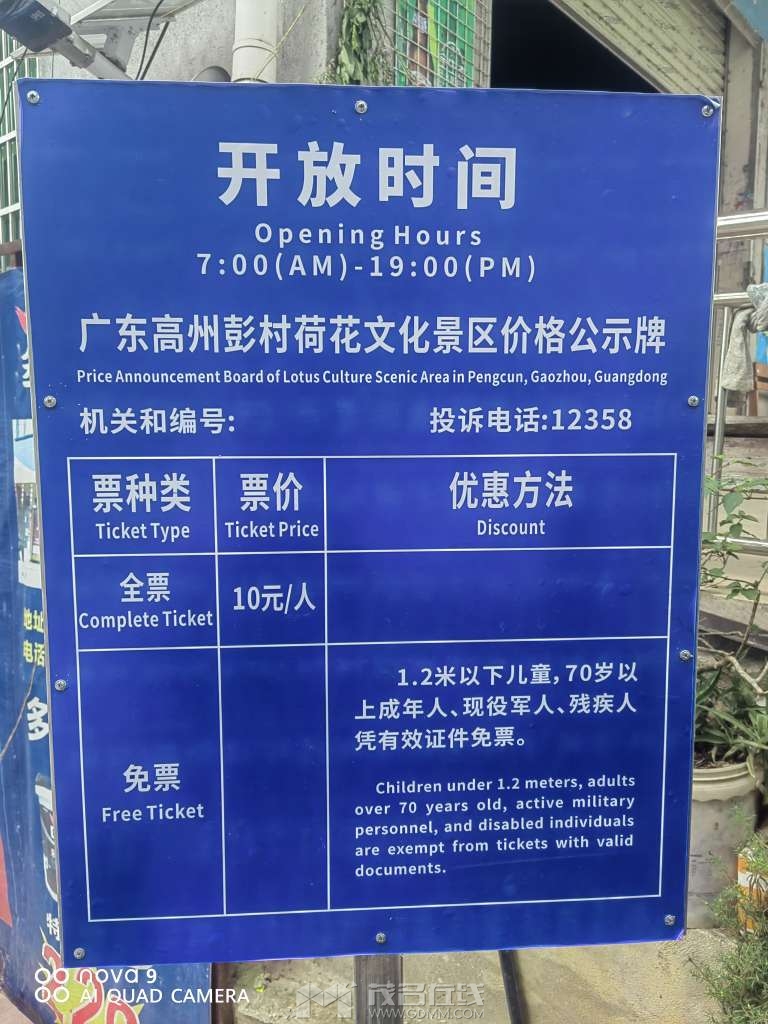 开放时间
Opening Hours
7:00(AM)-19:00(PM)
广东高州彭村荷花文化景区价格公示牌
Price Announcement Board of Lotus Culture Scenic Area in Pengcun, Gaozhou, Guangdong
机关和编号: 投诉电话:12358
票种类 票价 优惠方法
Ticket Type Ticket Price Discount
全票
Complete Ticket
10元/人
免票
Free Ticket
1.2米以下儿童,70岁以
上成年人、现役军人、残疾人
凭有效证件免票。
Children under 1.2 meters, adults
over 70 years old, active military
personnel, and disabled individuals
are exempt from tickets with valid
documents.
地址
电话
多
特
nova 9
AI QUAD CAMERA
茂名在线
WWW.GDMM.COM